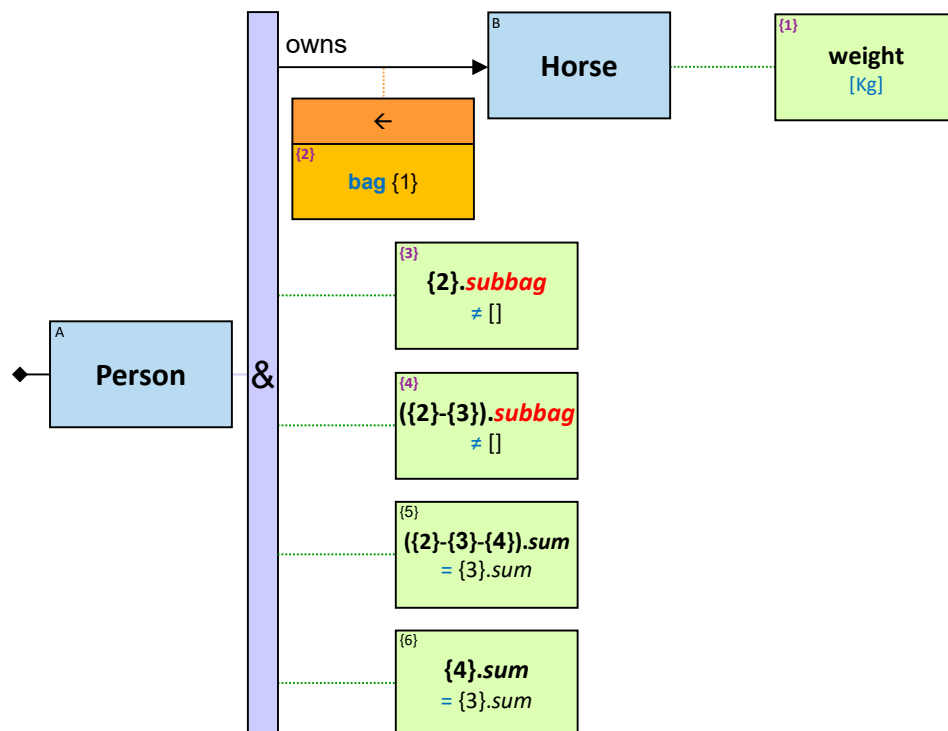 owns
B
Horse
{1}
weight
[Kg]
←
{2}
bag {1}
{3}
{2}.subbag
≠ []
A
Person
&
{4}
({2}-{3}).subbag
≠ []
{5}
({2}-{3}-{4}).sum
= {3}.sum
{6}
{4}.sum
= {3}.sum